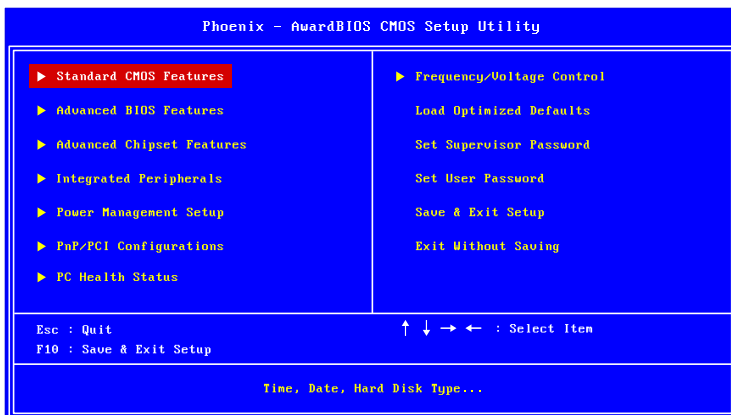 Phoenix - AwardBIOS CMOS Setup Utility
▶ Standard CMOS Features
▶ Advanced BIOS Features
▶ Advanced Chipset Features
▶ Integrated Peripherals
▶ Power Management Setup
▶ PnP/PCI Configurations
▶ PC Health Status
▶ Frequency/Voltage Control
Load Optimized Defaults
Set Supervisor Password
Set User Password
Save & Exit Setup
Exit Without Saving
Esc : Quit
F10 : Save & Exit Setup
↑ ↓ → ← : Select Item
Time, Date, Hard Disk Type...